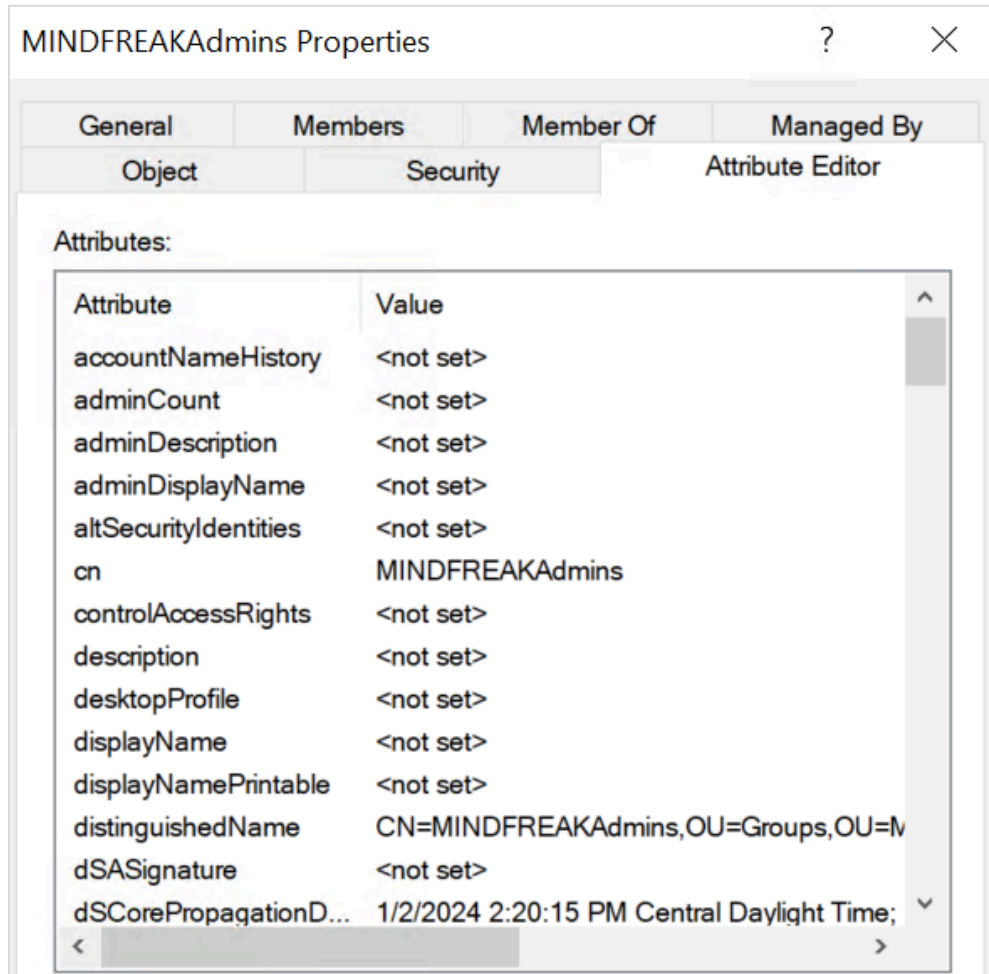 MINDFREAKAdmins Properties ?
General Members Member Of Managed By
Object Security Attribute Editor
Attributes:
Attribute Value
accountNameHistory <not set>
adminCount <not set>
adminDescription <not set>
adminDisplayName <not set>
altSecurityIdentities <not set>
cn MINDFREAKAdmins
controlAccessRights <not set>
description <not set>
desktopProfile <not set>
displayName <not set>
displayNamePrintable <not set>
distinguishedName CN=MINDFREAKAdmins,OU=Groups,OU=M
dSASignature <not set>
dSCorePropagationD... 1/2/2024 2:20:15 PM Central Daylight Time;